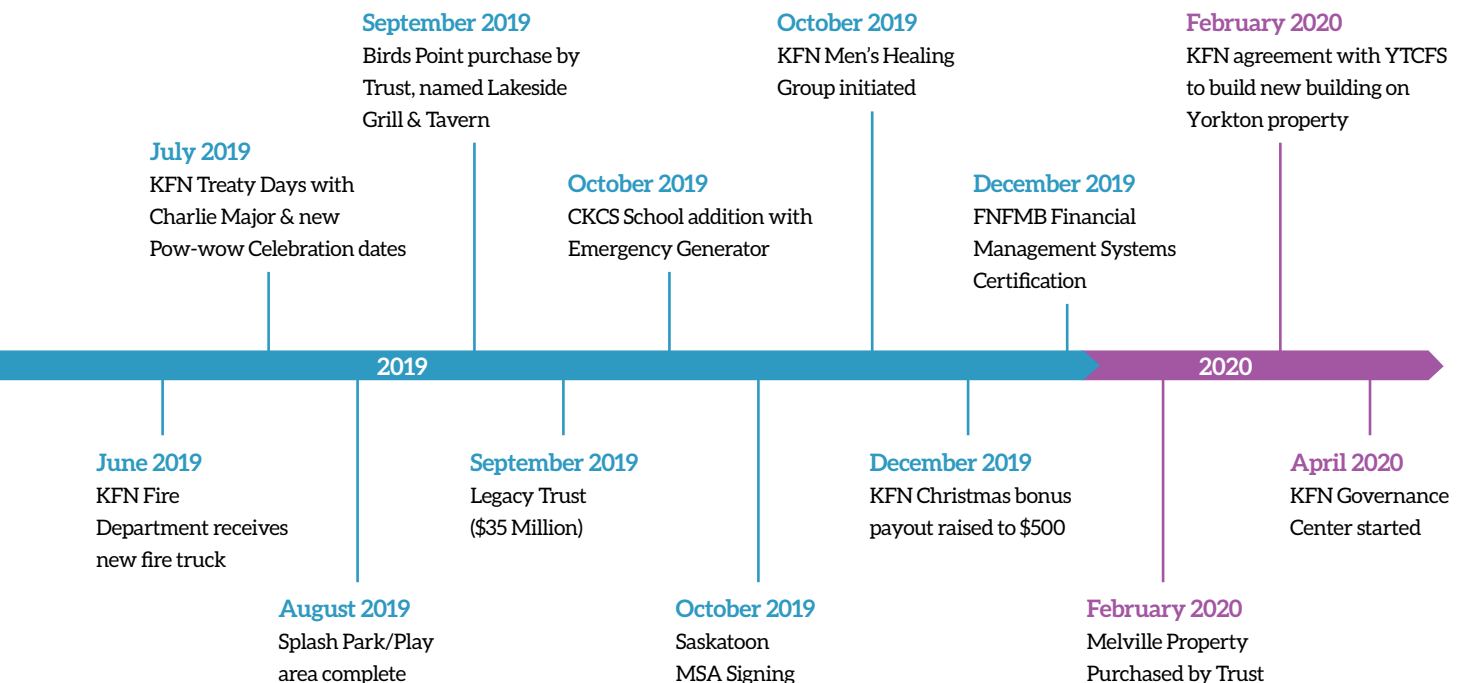 September 2019
Birds Point purchase by
Trust, named Lakeside
Grill & Tavern
October 2019
KFN Men's Healing
Group initiated
February 2020
KFN agreement with YTCFS
to build new building on
Yorkton property
July 2019
KFN Treaty Days with
Charlie Major & new
Pow-wow Celebration dates
October 2019
CKCS School addition with
Emergency Generator
December 2019
FNFMB Financial
Management Systems
Certification
2019
2020
June 2019
KFN Fire
Department receives
new fire truck
September 2019
Legacy Trust
($35 Million)
December 2019
KFN Christmas bonus
payout raised to $500
April 2020
KFN Governance
Center started
August 2019
Splash Park/Play
area complete
October 2019
Saskatoon
MSA Signing
February 2020
Melville Property
Purchased by Trust